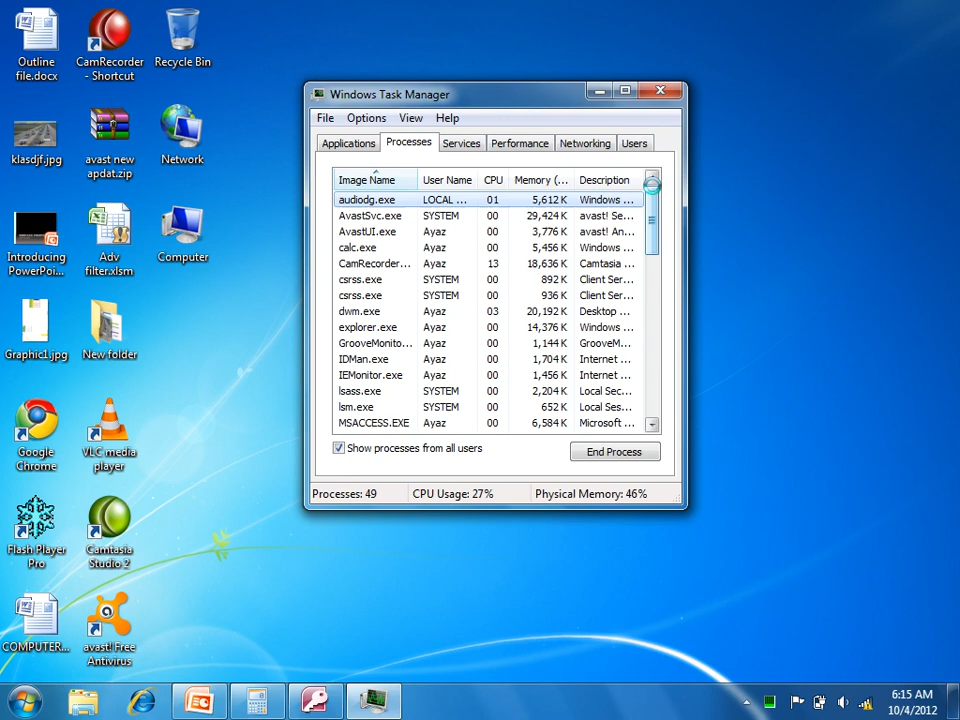 Outline
file.docx
CamRecorder
- Shortcut
Recycle Bin
klasdjf.jpg
avast new
apdat.zip
Network
Introducing
PowerPoi...
Adv
filter.xlsm
Computer
Graphic1.jpg
New folder
Google
Chrome
VLC media
player
Flash Player
Pro
Camtasia
Studio 2
COMPUTER...
avast! Free
Antivirus
Windows Task Manager
File Options View Help
Applications Processes Services Performance Networking Users
Image Name User Name CPU Memory (... Description
audiodg.exe LOCAL ... 01 5,612 K Windows ...
AvastSvc.exe SYSTEM 00 29,424 K avast! Se...
AvastUI.exe Ayaz 00 3,776 K avast! An...
calc.exe Ayaz 00 5,456 K Windows ...
CamRecorder... Ayaz 13 18,636 K Camtasia ...
csrss.exe SYSTEM 00 892 K Client Ser...
csrss.exe SYSTEM 00 936 K Client Ser...
dwm.exe Ayaz 03 20,192 K Desktop ...
explorer.exe Ayaz 00 14,376 K Windows ...
GrooveMonito... Ayaz 00 1,144 K GrooveM...
IDMan.exe Ayaz 00 1,704 K Internet ...
IEMonitor.exe Ayaz 00 1,456 K Internet ...
lsass.exe SYSTEM 00 2,204 K Local Sec...
lsm.exe SYSTEM 00 652 K Local Ses...
MSACCESS.EXE Ayaz 00 6,584 K Microsoft ...
Show processes from all users
End Process
Processes: 49 CPU Usage: 27% Physical Memory: 46%
6:15 AM
10/4/2012